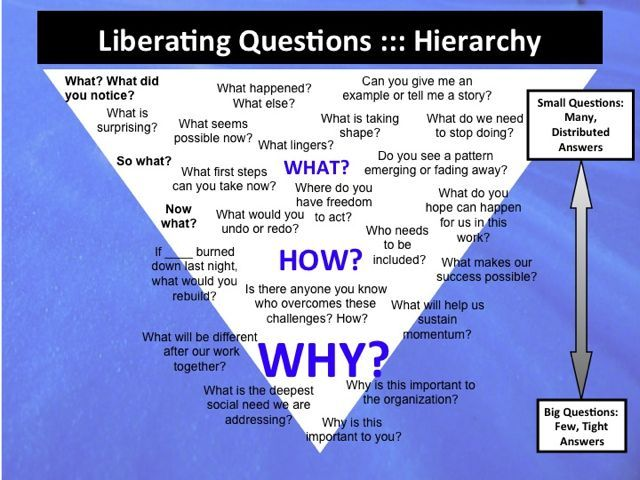 Liberating Questions ::: Hierarchy
What? What did
you notice?
What happened?
What else?
Can you give me an
example or tell me a story?
Small Questions:
Many,
Distributed
Answers
What is
surprising?
What seems
possible now?
What is taking
shape?
What do we need
to stop doing?
What lingers?
So what?
WHAT?
Do you see a pattern
emerging or fading away?
What first steps
can you take now?
Where do you
have freedom
to act?
What do you
hope can happen
for us in this
work?
Now
what?
What would you
undo or redo?
Who needs
to be
included?
If ____ burned
down last night,
what would you
rebuild?
HOW?
What makes our
success possible?
Is there anyone you know
who overcomes these
challenges? How?
What will help us
sustain
momentum?
What will be different
after our work
together?
WHY?
What is the deepest
social need we are
addressing?
Why is this important to
the organization?
Why is this
important to you?
Big Questions:
Few, Tight
Answers